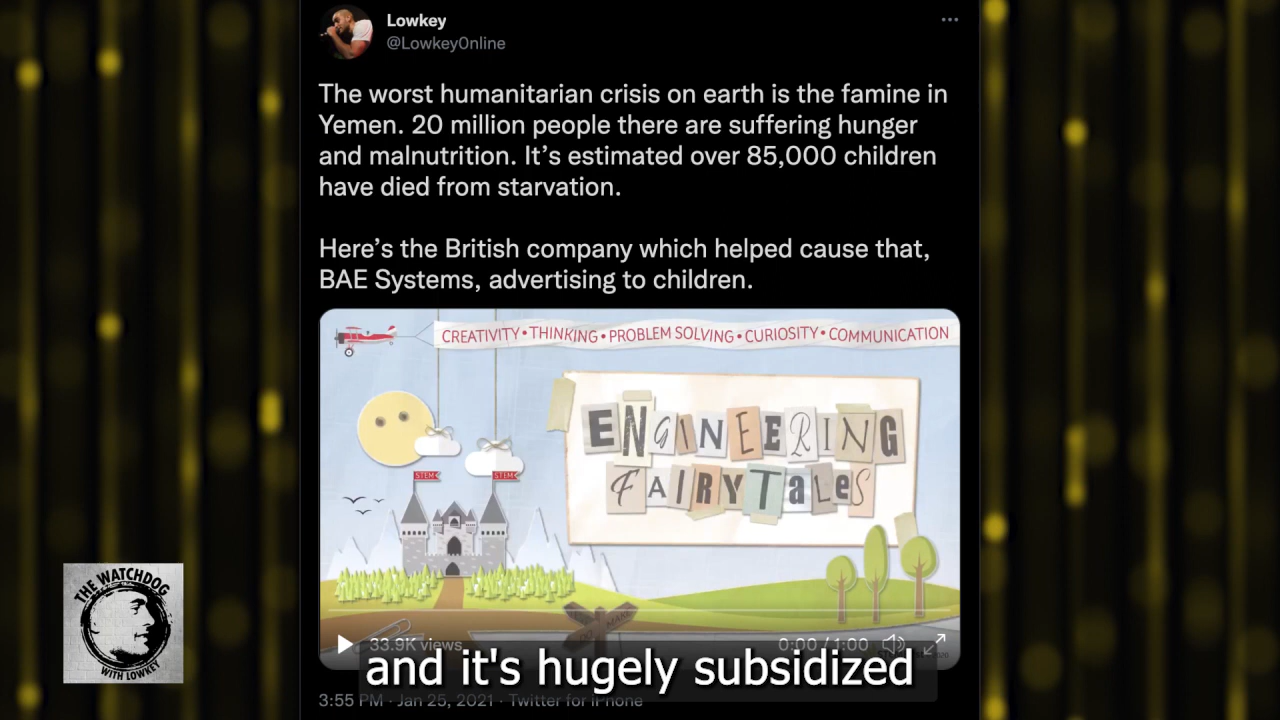 Lowkey
@LowkeyOnline
The worst humanitarian crisis on earth is the famine in
Yemen. 20 million people there are suffering hunger
and malnutrition. It’s estimated over 85,000 children
have died from starvation.
Here’s the British company which helped cause that,
BAE Systems, advertising to children.
CREATIVITY • THINKING • PROBLEM SOLVING • CURIOSITY • COMMUNICATION
ENGINEERING
FAIRYTALES
STEM STEM
THE WATCHDOG
WITH LOWKEY
33.9K views
0:00 / 1:00
and it's hugely subsidized
3:55 PM · Jan 25, 2021 · Twitter for iPhone